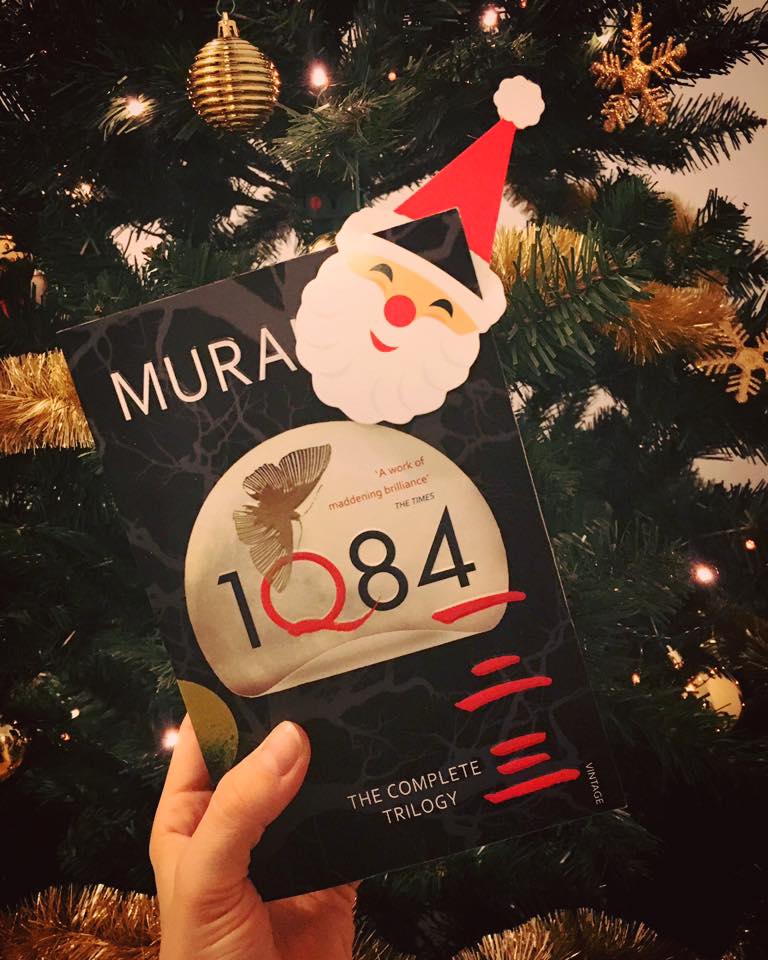 MURA
'A work of
maddening brilliance'
THE TIMES
1Q84
一
二
三
THE COMPLETE
TRILOGY
VINTAGE